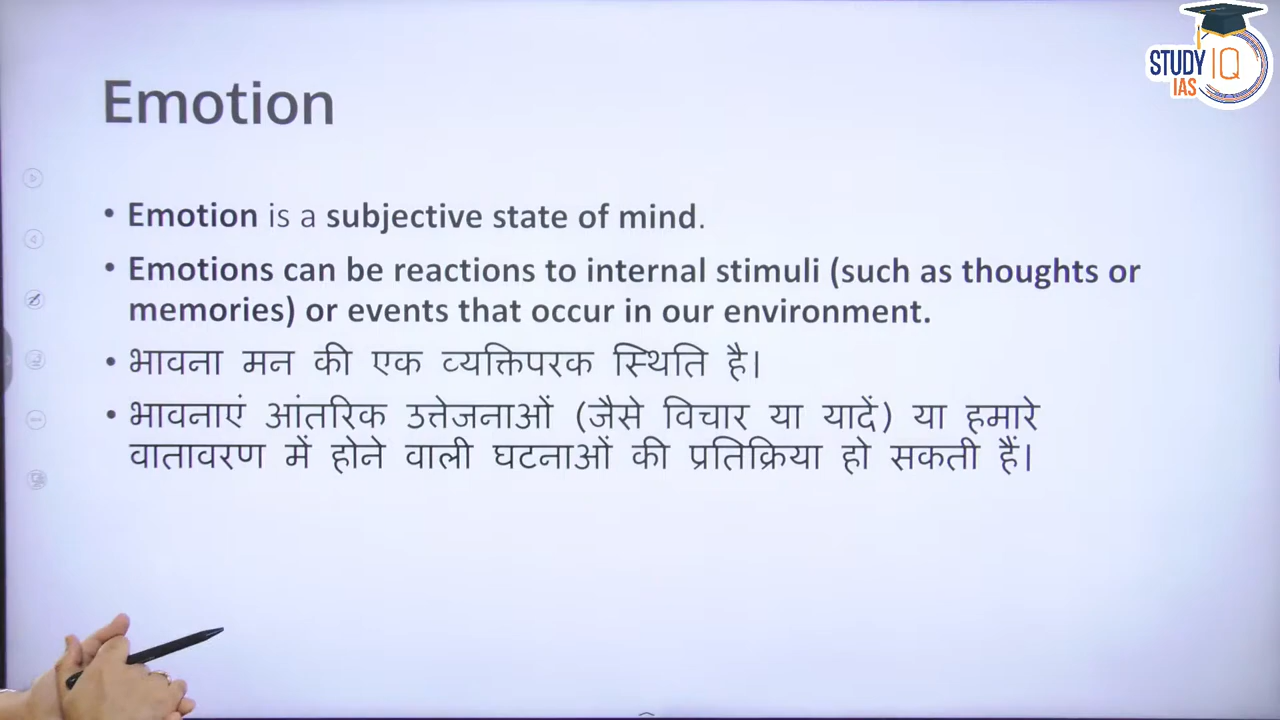 STUDY IQ
IAS
Emotion
• Emotion is a subjective state of mind.
• Emotions can be reactions to internal stimuli (such as thoughts or
memories) or events that occur in our environment.
• भावना मन की एक व्यक्तिपरक स्थिति है।
• भावनाएं आंतरिक उत्तेजनाओं (जैसे विचार या यादें) या हमारे
वातावरण में होने वाली घटनाओं की प्रतिक्रिया हो सकती हैं।